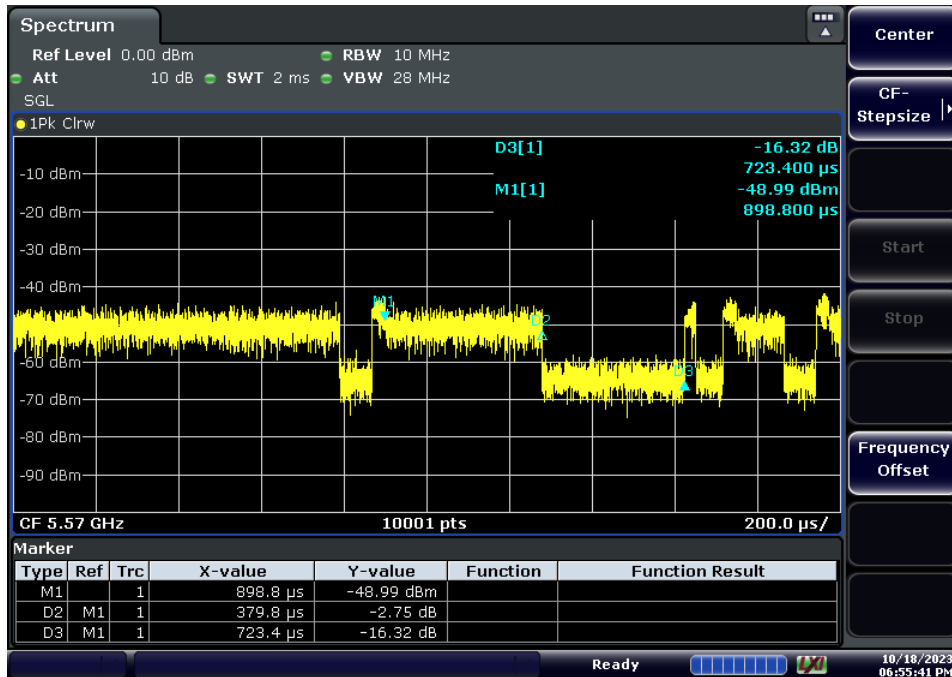 Spectrum
Ref Level 0.00 dBm RBW 10 MHz
Att 10 dB SWT 2 ms VBW 28 MHz
SGL
1Pk Clrw
D3[1] -16.32 dB
723.400 µs
M1[1] -48.99 dBm
898.800 µs
-10 dBm
-20 dBm
-30 dBm
-40 dBm
M1
D2
-60 dBm
D3
-70 dBm
-80 dBm
-90 dBm
CF 5.57 GHz 10001 pts 200.0 µs/
Marker
Type Ref Trc X-value Y-value Function Function Result
M1 1 898.8 µs -48.99 dBm
D2 M1 1 379.8 µs -2.75 dB
D3 M1 1 723.4 µs -16.32 dB
Ready LXI 10/18/2023
06:55:41 PM
Center
CF-
Stepsize
Start
Stop
Frequency
Offset